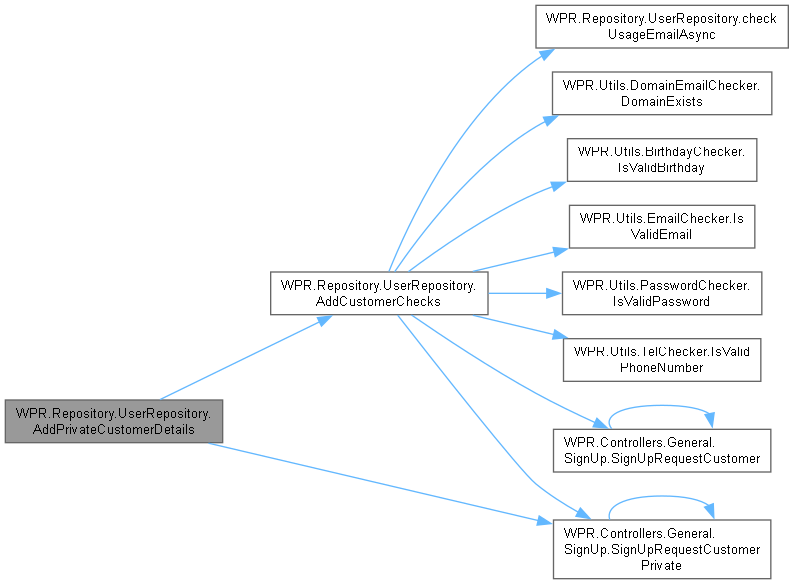 WPR.Repository.UserRepository.check
UsageEmailAsync
WPR.Utils.DomainEmailChecker.
DomainExists
WPR.Utils.BirthdayChecker.
IsValidBirthday
WPR.Utils.EmailChecker.Is
ValidEmail
WPR.Repository.UserRepository.
AddCustomerChecks
WPR.Utils.PasswordChecker.
IsValidPassword
WPR.Utils.TelChecker.IsValid
PhoneNumber
WPR.Repository.UserRepository.
AddPrivateCustomerDetails
WPR.Controllers.General.
SignUp.SignUpRequestCustomer
WPR.Controllers.General.
SignUp.SignUpRequestCustomer
Private